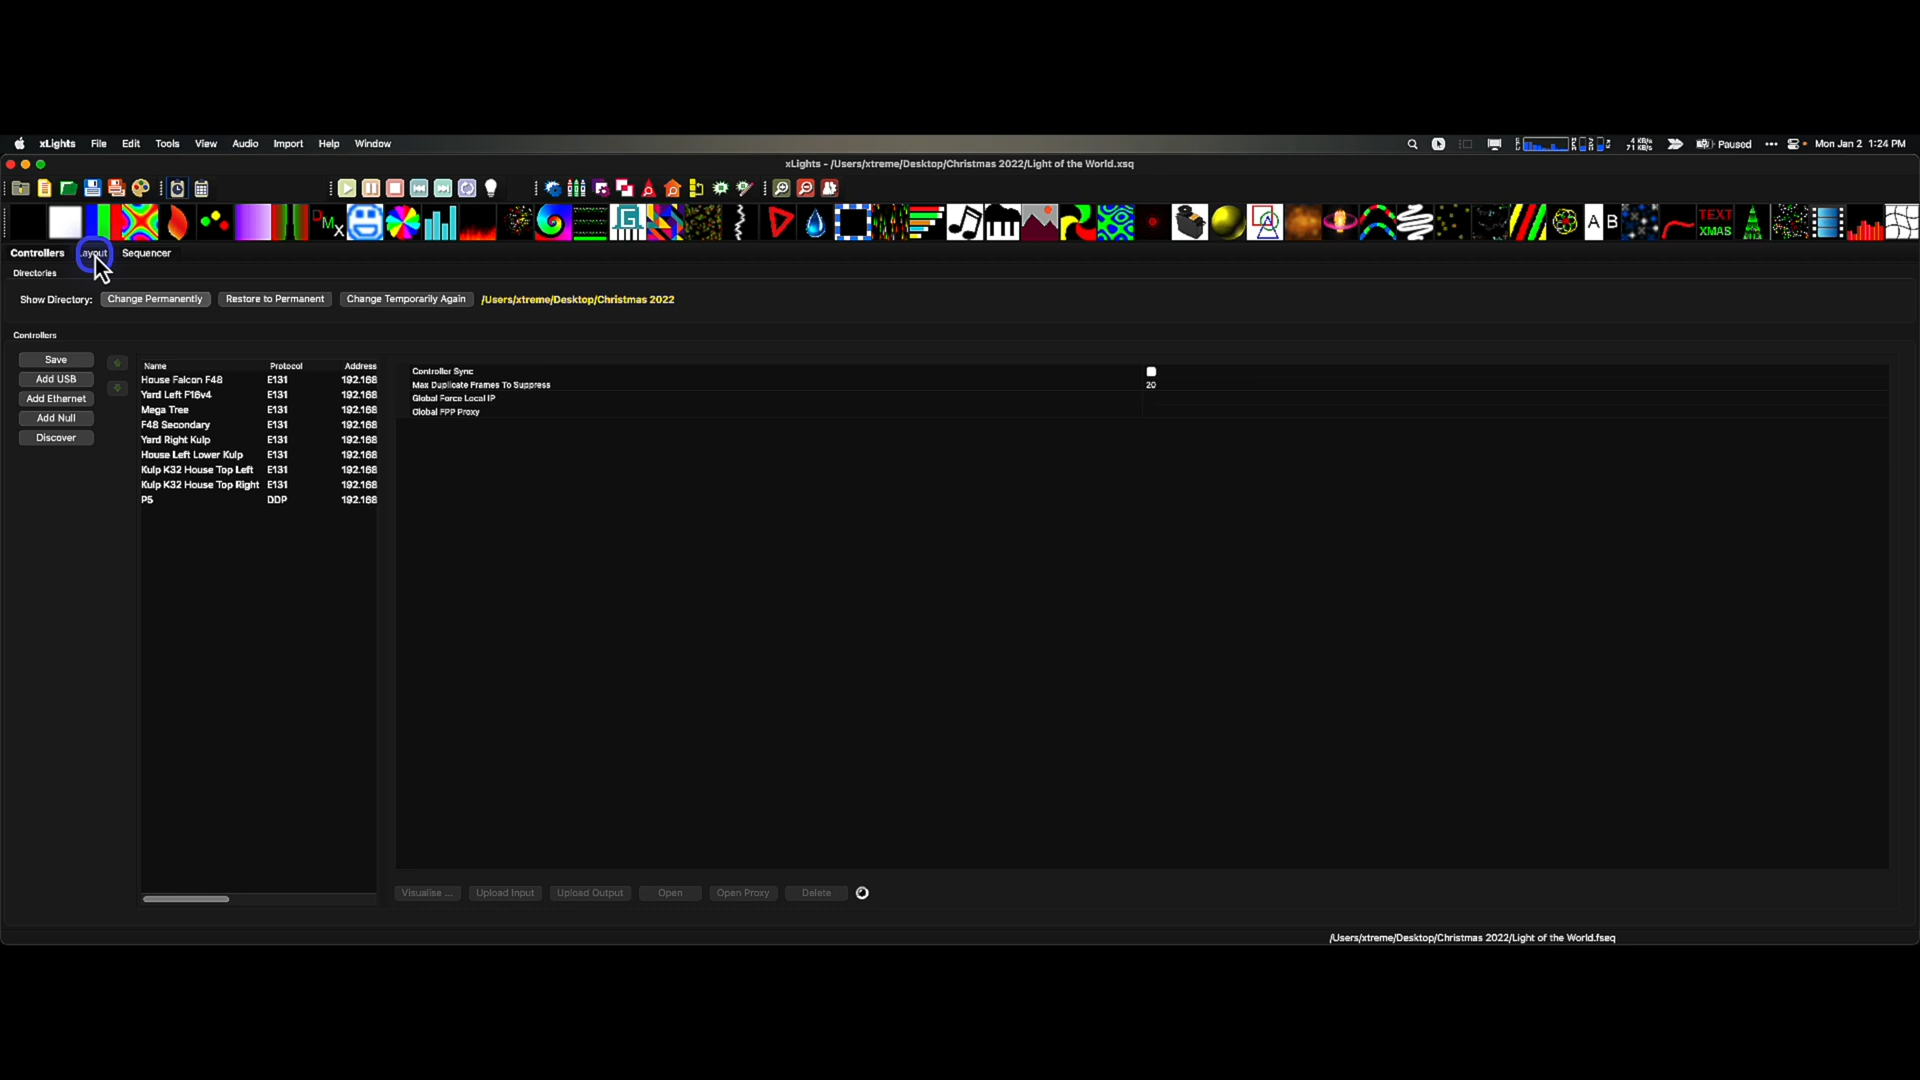 xLights File Edit Tools View Audio Import Help Window 4 KB/s 71 KB/s Paused Mon Jan 2 1:24 PM
xLights - /Users/xtreme/Desktop/Christmas 2022/Light of the World.xsq
DMX A B TEXT XMAS
Controllers Layout Sequencer
Directories
Show Directory: Change Permanently Restore to Permanent Change Temporarily Again /Users/xtreme/Desktop/Christmas 2022
Controllers
Save
Add USB
Add Ethernet
Add Null
Discover
Name Protocol Address
House Falcon F48 E131 192.168
Yard Left F16v4 E131 192.168
Mega Tree E131 192.168
F48 Secondary E131 192.168
Yard Right Kulp E131 192.168
House Left Lower Kulp E131 192.168
Kulp K32 House Top Left E131 192.168
Kulp K32 House Top Right E131 192.168
P5 DDP 192.168
Controller Sync
Max Duplicate Frames To Suppress 20
Global Force Local IP
Global FPP Proxy
Visualise ... Upload Input Upload Output Open Open Proxy Delete
/Users/xtreme/Desktop/Christmas 2022/Light of the World.fseq